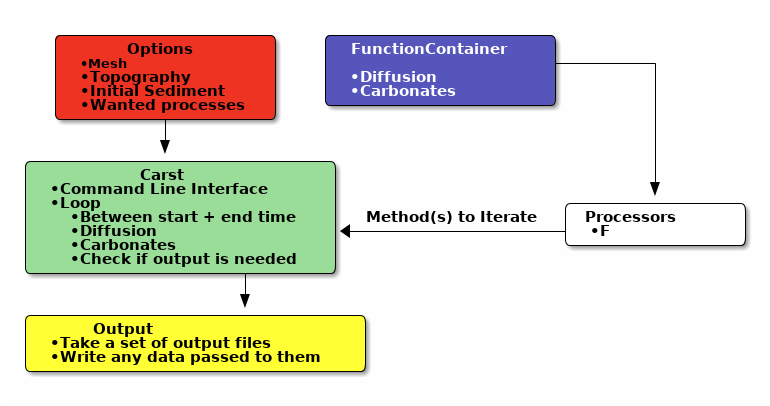 Options
•Mesh
•Topography
•Initial Sediment
•Wanted processes
FunctionContainer
•Diffusion
•Carbonates
Carst
•Command Line Interface
•Loop
•Between start + end time
•Diffusion
•Carbonates
•Check if output is needed
Method(s) to Iterate
Processors
•F
Output
•Take a set of output files
•Write any data passed to them